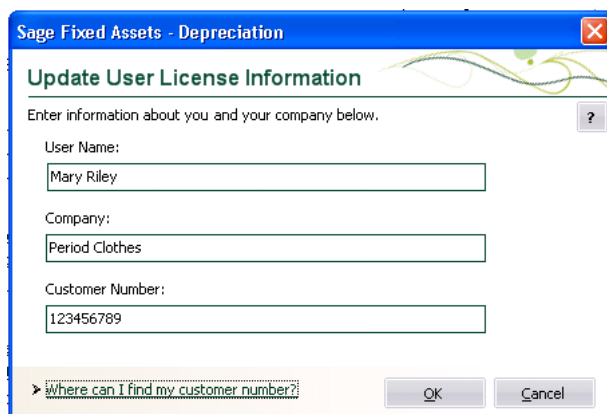 Sage Fixed Assets - Depreciation
Update User License Information
Enter information about you and your company below.
?
User Name:
Mary Riley
Company:
Period Clothes
Customer Number:
123456789
Where can I find my customer number?
OK
Cancel